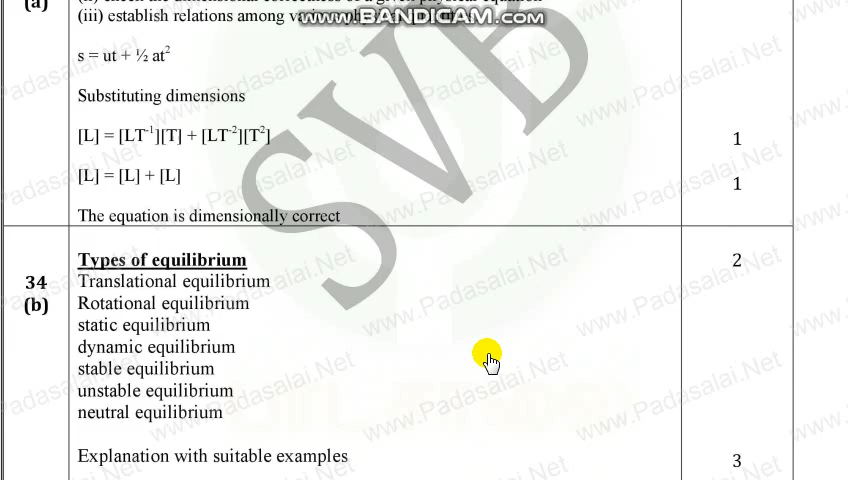 (a)
www.BANDICAM.com
(iii) establish relations among
s = ut + ½ at²
Substituting dimensions
[L] = [LT⁻¹][T] + [LT⁻²][T²]
1
[L] = [L] + [L]
1
The equation is dimensionally correct
34
(b)
Types of equilibrium
2
Translational equilibrium
Rotational equilibrium
static equilibrium
dynamic equilibrium
stable equilibrium
unstable equilibrium
neutral equilibrium
Explanation with suitable examples
3
SVB
www.Padasalai.Net